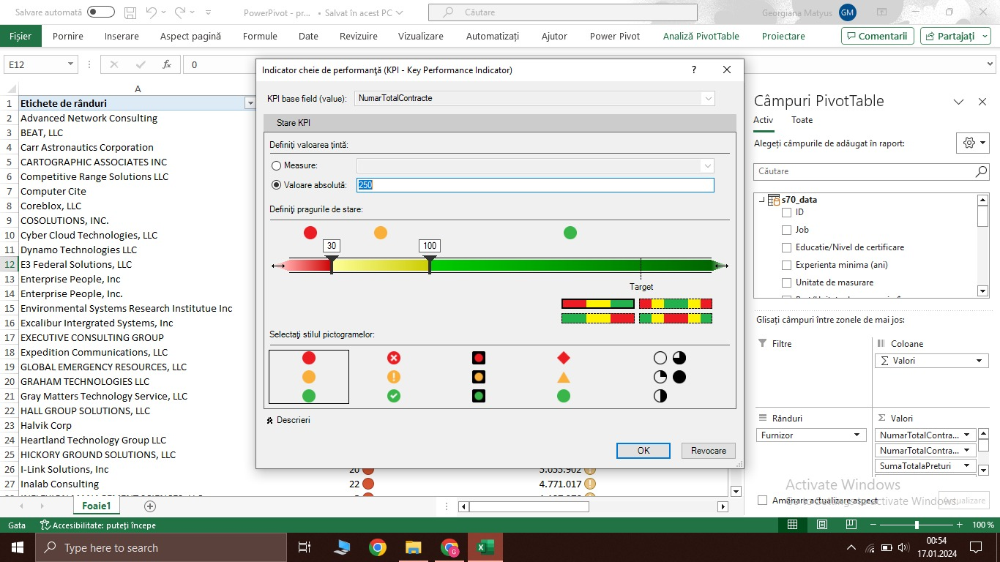 Salvare automată
PowerPivot - pr... • Salvat în acest PC
Căutare
Georgiana Matyus GM
Fișier Pornire Inserare Aspect pagină Formule Date Revizuire Vizualizare Automatizați Ajutor Power Pivot Analiză PivotTable Proiectare Comentarii Partajați
E12 fx 0
A
1 Etichete de rânduri
2 Advanced Network Consulting
3 BEAT, LLC
4 Carr Astronautics Corporation
5 CARTOGRAPHIC ASSOCIATES INC
6 Competitive Range Solutions LLC
7 Computer Cite
8 Coreblox, LLC
9 COSOLUTIONS, INC.
10 Cyber Cloud Technologies, LLC
11 Dynamo Technologies LLC
12 E3 Federal Solutions, LLC
13 Enterprise People, Inc
14 Enterprise People, Inc.
15 Environmental Systems Research Institutue Inc
16 Excalibur Intergrated Systems, Inc
17 EXECUTIVE CONSULTING GROUP
18 Expedition Communications, LLC
19 GLOBAL EMERGENCY RESOURCES, LLC
20 GRAHAM TECHNOLOGIES LLC
21 Gray Matters Technology Service, LLC
22 HALL GROUP SOLUTIONS, LLC
23 Halvik Corp
24 Heartland Technology Group LLC
25 HICKORY GROUND SOLUTIONS, LLC
26 I-Link Solutions, Inc 20 5.055.902
27 Inalab Consulting 22 4.771.017
Indicator cheie de performanţă (KPI - Key Performance Indicator)
?
KPI base field (value): NumarTotalContracte
Stare KPI
Definiţi valoarea ţintă:
Measure:
Valoare absolută: 250
Definiţi pragurile de stare:
30 100
Target
Selectaţi stilul pictogramelor:
Descrieri
OK Revocare
Câmpuri PivotTable
Activ Toate
Alegeți câmpurile de adăugat în raport:
Căutare
s70_data
ID
Job
Educatie/Nivel de certificare
Experienta minima (ani)
Unitate de masurare
Glisați câmpuri între zonele de mai jos:
Filtre
Coloane
Σ Valori
Rânduri
Furnizor
Σ Valori
NumarTotalContra...
NumarTotalContra...
SumaTotalaPreturi
Activate Windows
Go to Settings to activate Windows.
Amânare actualizare aspect
Actualizare
Foaie1
Gata Accesibilitate: puteți începe 100 %
Type here to search
G
00:54
17.01.2024